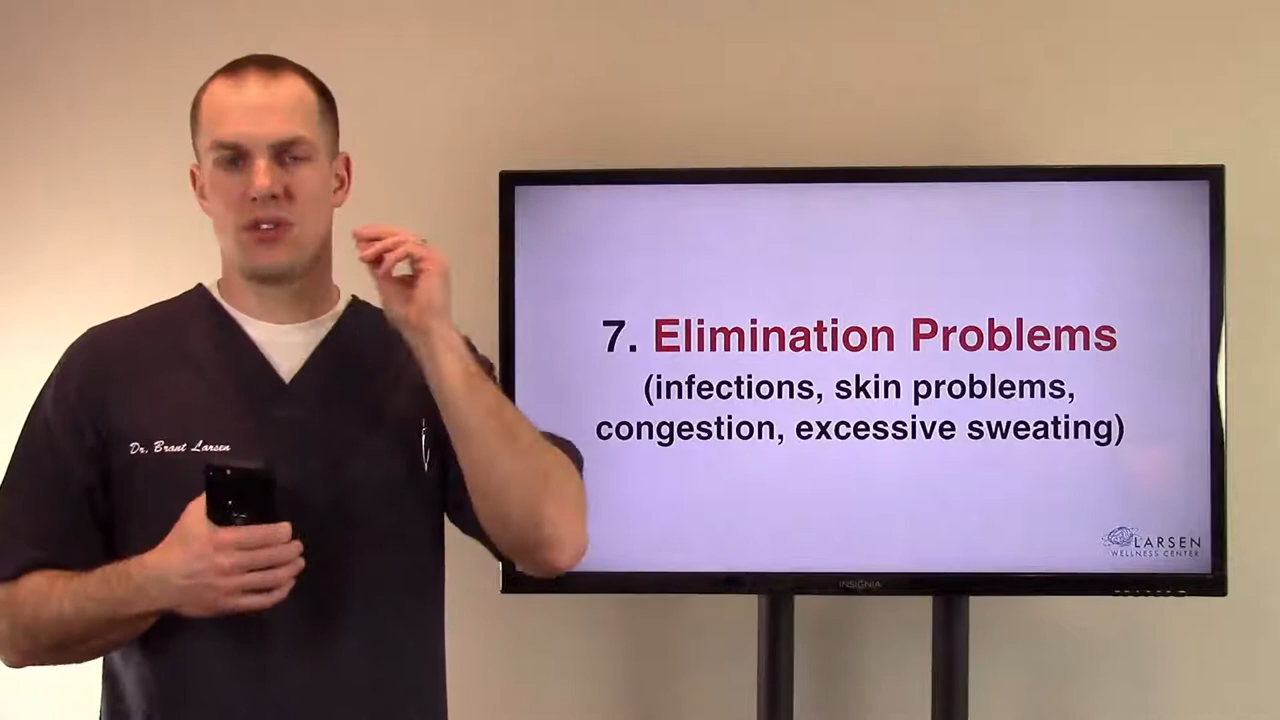 Dr. Brant Larsen
7. Elimination Problems
(infections, skin problems,
congestion, excessive sweating)
LARSEN
WELLNESS CENTER
INSIGNIA